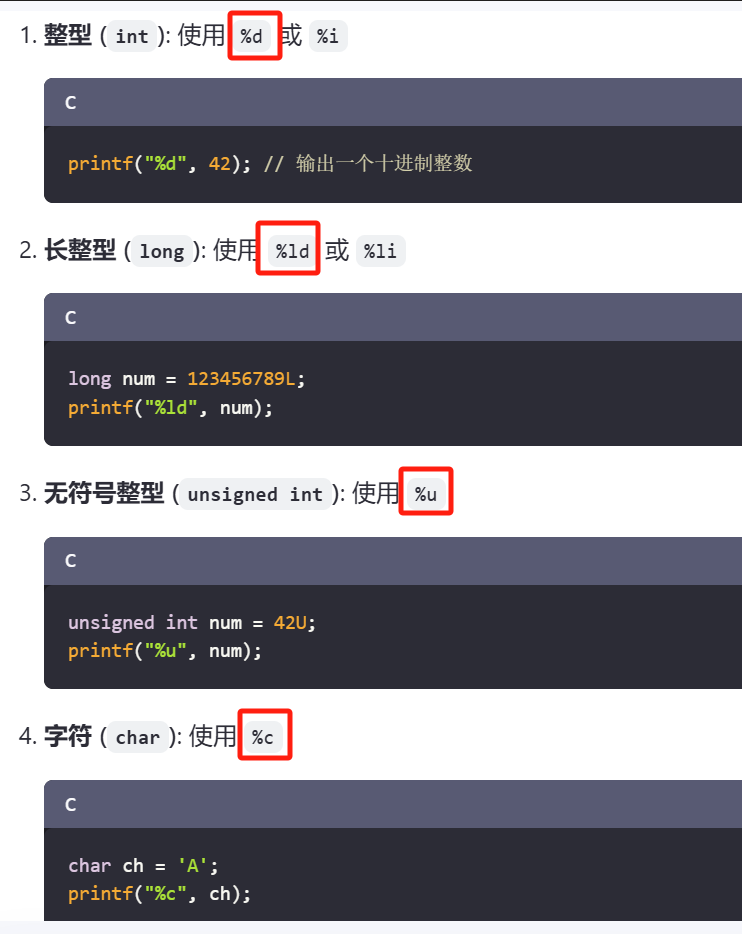 1. 整型 (int): 使用 %d 或 %i
C
printf("%d", 42); // 输出一个十进制整数
2. 长整型 (long): 使用 %ld 或 %li
C
long num = 123456789L;
printf("%ld", num);
3. 无符号整型 (unsigned int): 使用 %u
C
unsigned int num = 42U;
printf("%u", num);
4. 字符 (char): 使用 %c
C
char ch = 'A';
printf("%c", ch);